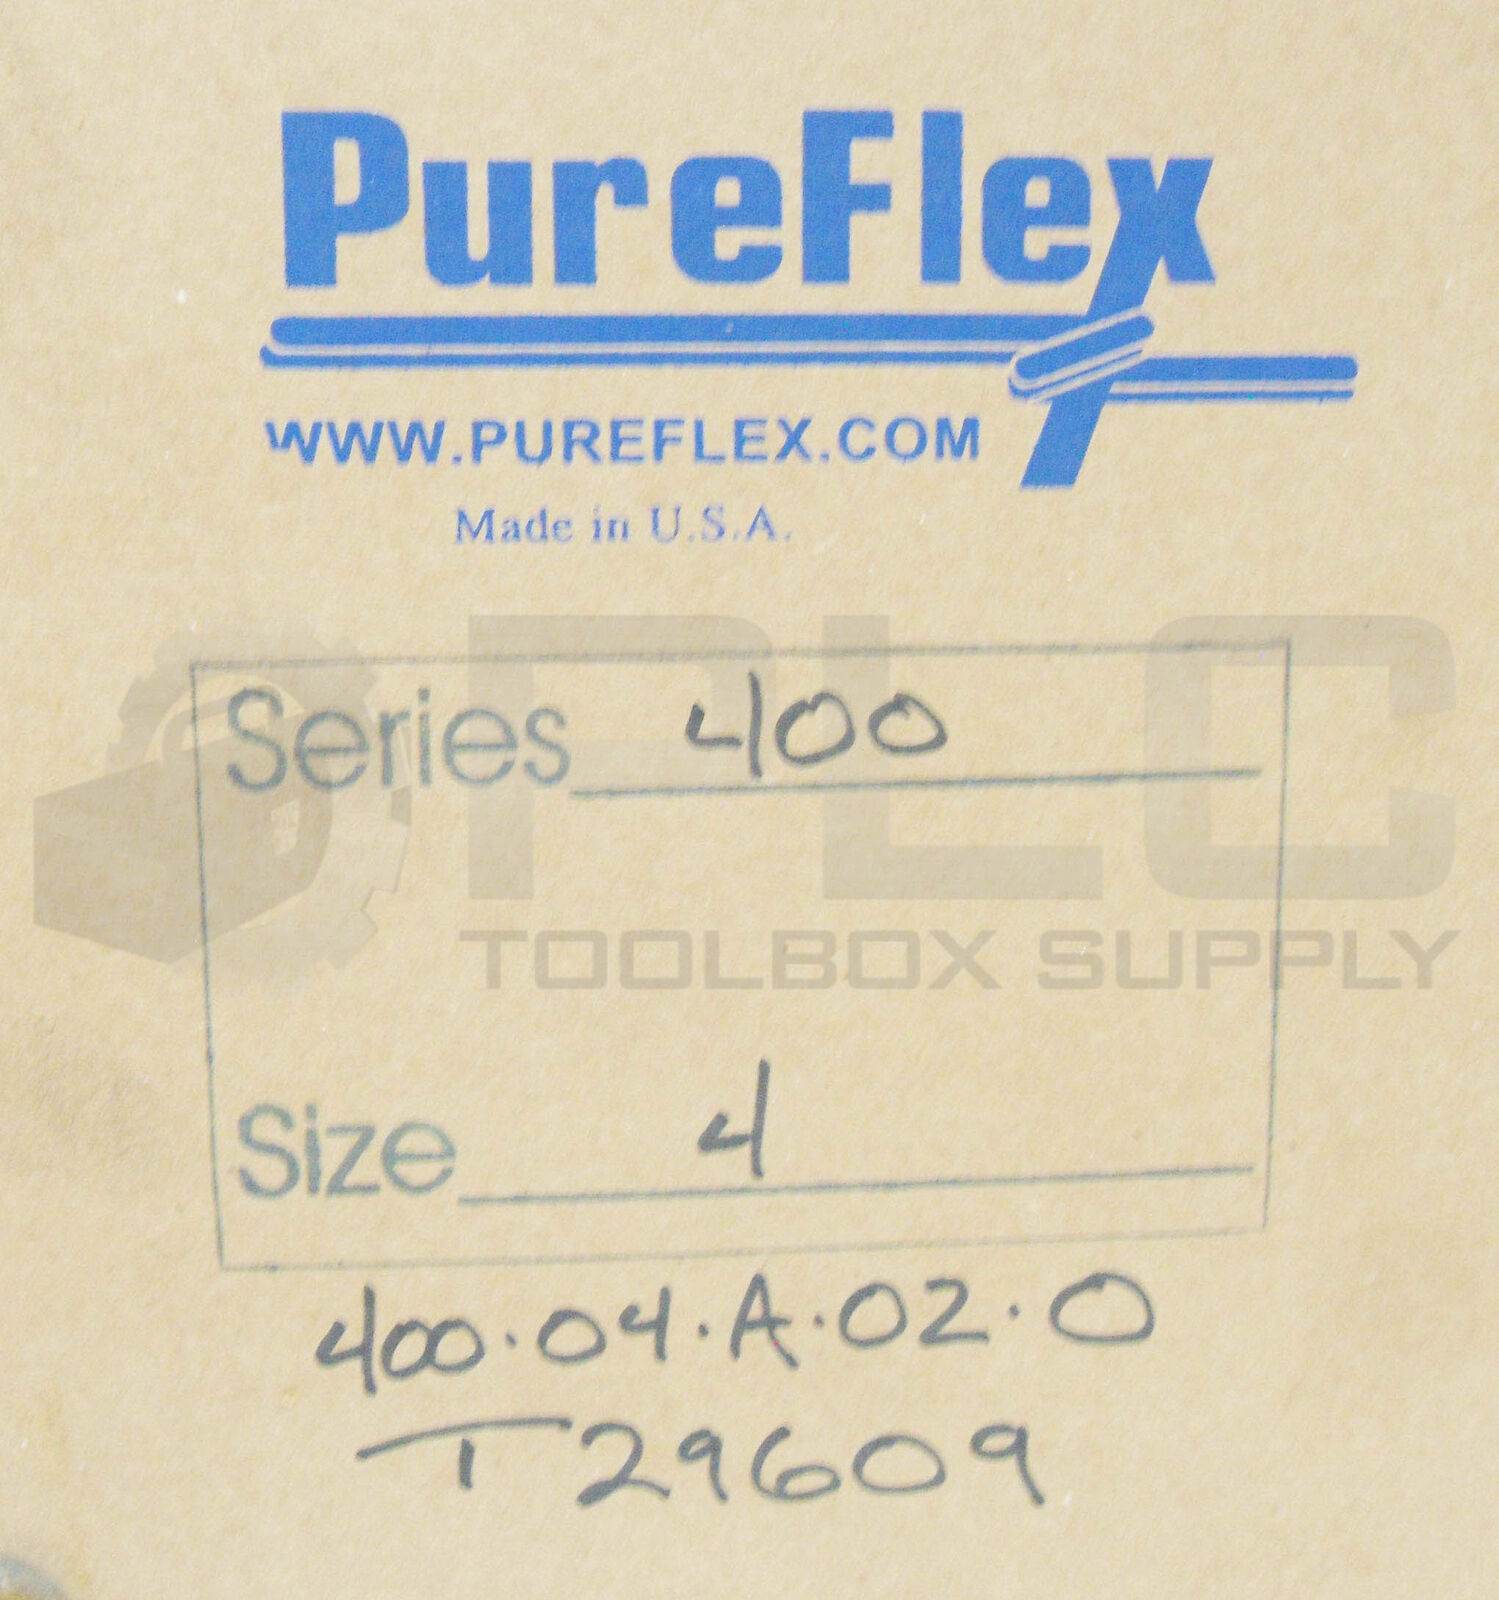 PureFlex
WWW.PUREFLEX.COM
Made in U.S.A.
PLC
TOOLBOX SUPPLY
Series 400
Size 4
400.04.A.02.0
T29609